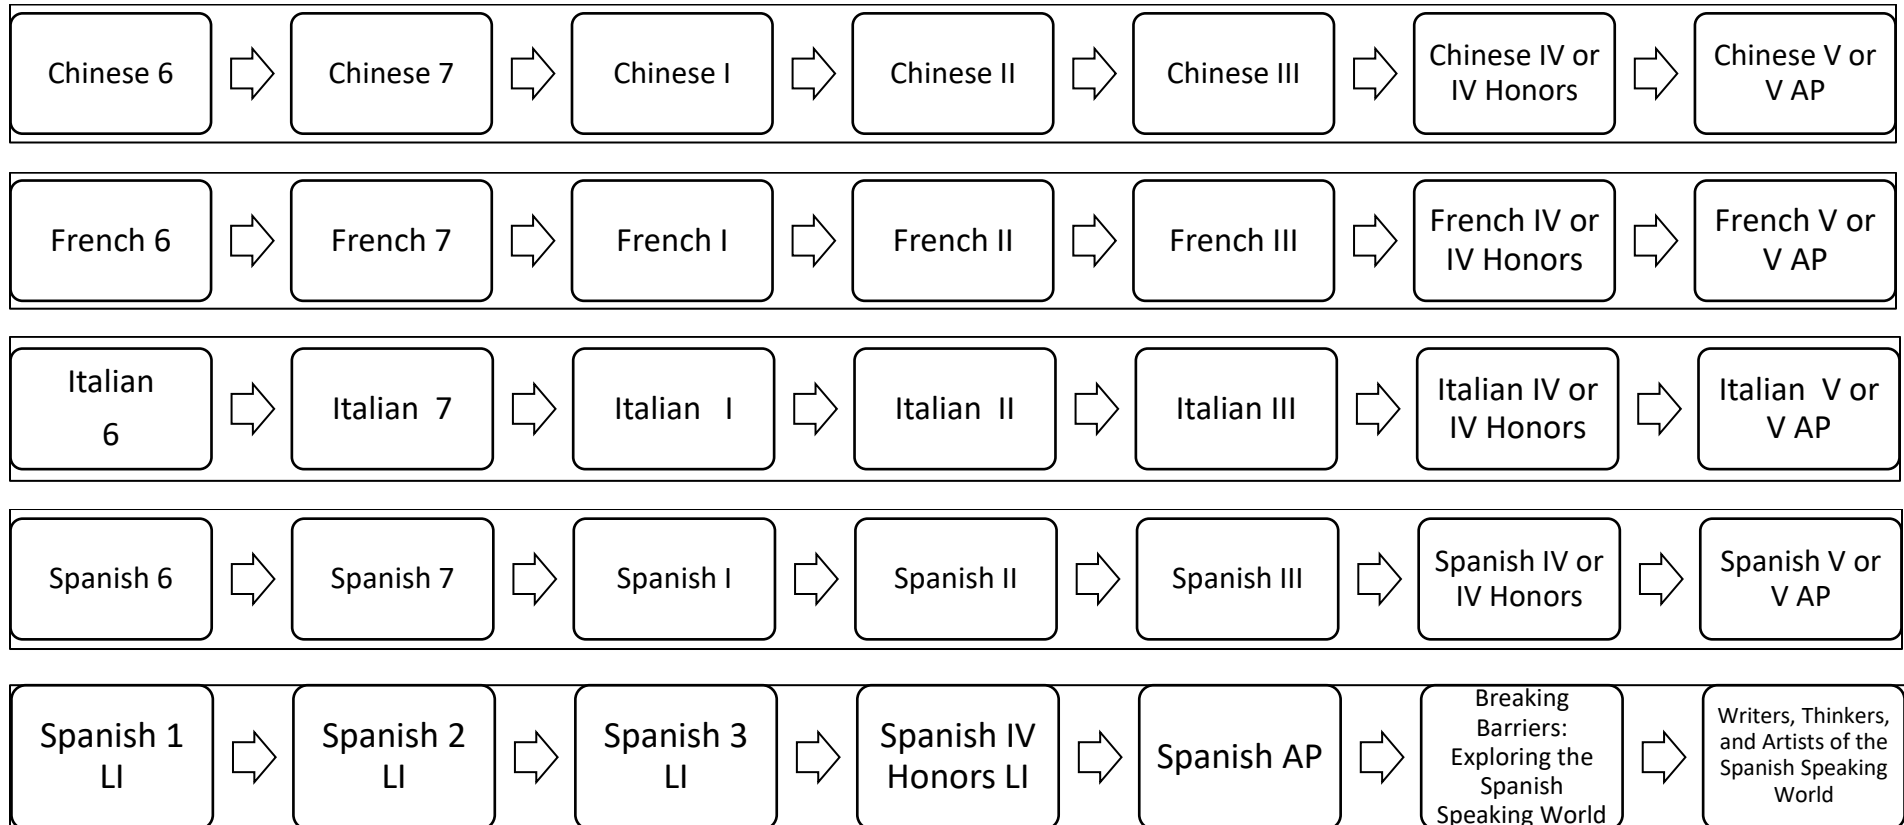 Chinese 6
Chinese 7
Chinese I
Chinese II
Chinese III
Chinese IV or
IV Honors
Chinese V or
V AP
French 6
French 7
French I
French II
French III
French IV or
IV Honors
French V or
V AP
Italian
6
Italian 7
Italian I
Italian II
Italian III
Italian IV or
IV Honors
Italian V or
V AP
Spanish 6
Spanish 7
Spanish I
Spanish II
Spanish III
Spanish IV or
IV Honors
Spanish V or
V AP
Spanish 1
LI
Spanish 2
LI
Spanish 3
LI
Spanish IV
Honors LI
Spanish AP
Breaking
Barriers:
Exploring the
Spanish
Speaking World
Writers, Thinkers,
and Artists of the
Spanish Speaking
World